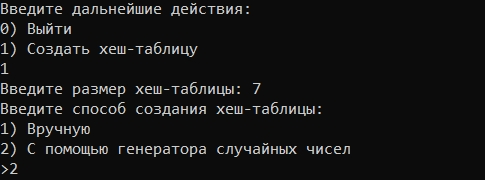 Введите дальнейшие действия:
0) Выйти
1) Создать хеш-таблицу
1
Введите размер хеш-таблицы: 7
Введите способ создания хеш-таблицы:
1) Вручную
2) С помощью генератора случайных чисел
>2